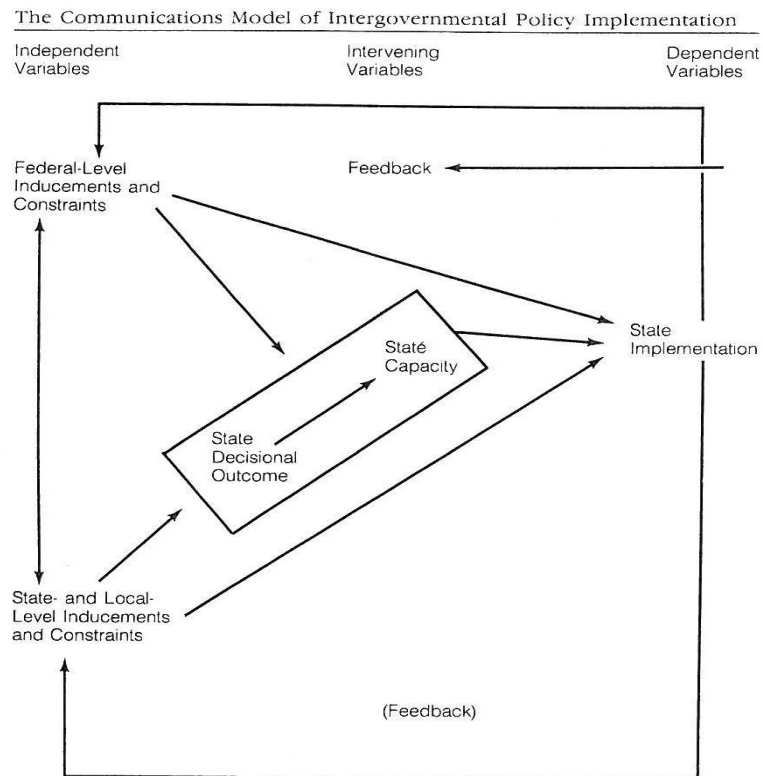 The Communications Model of Intergovernmental Policy Implementation
Independent
Variables
Intervening
Variables
Dependent
Variables
Federal-Level
Inducements and
Constraints
Feedback
State
Implementation
Staté
Capacity
State
Decisional
Outcome
State- and Local-
Level Inducements
and Constraints
(Feedback)